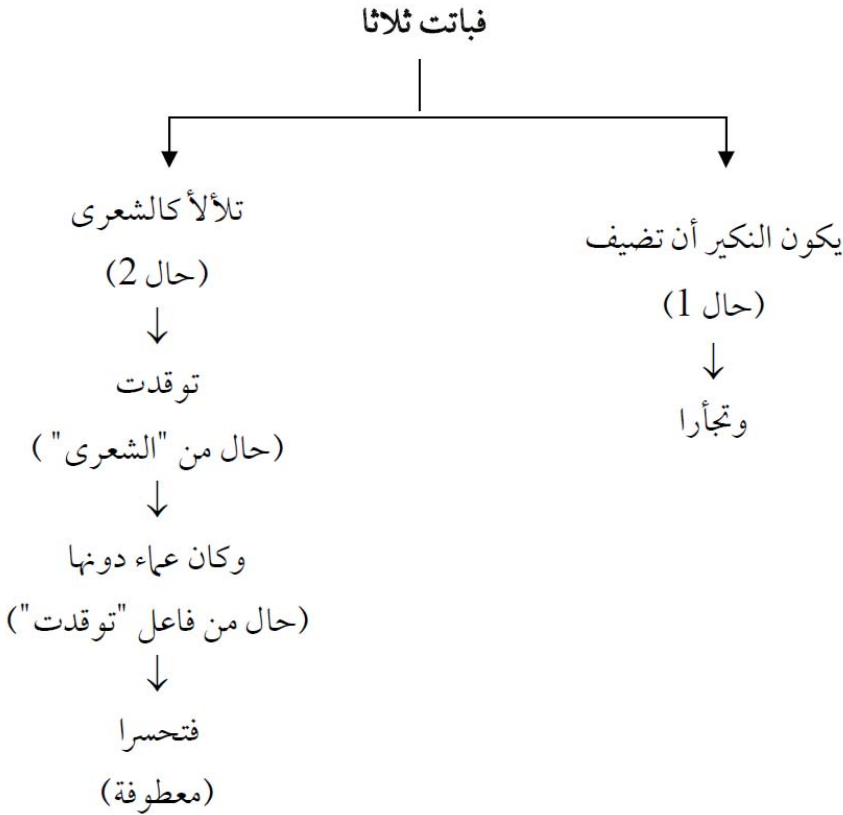 فباتت ثلاثا
يكون النكير أن تضيف
(حال 1)
↓
وتجأرا
تلألأ كالشعرى
(حال 2)
↓
توقدت
(حال من "الشعرى" )
↓
وكان عماء دونها
(حال من فاعل "توقدت")
↓
فتحسرا
(معطوفة)